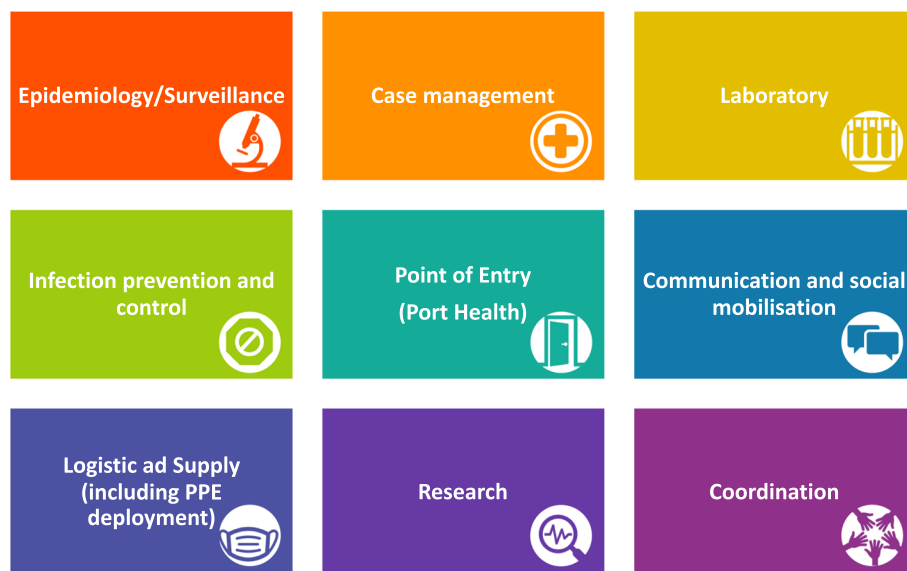 Epidemiology/Surveillance
Case management
Laboratory
Infection prevention and
control
Point of Entry
(Port Health)
Communication and social
mobilisation
Logistic ad Supply
(including PPE
deployment)
Research
Coordination